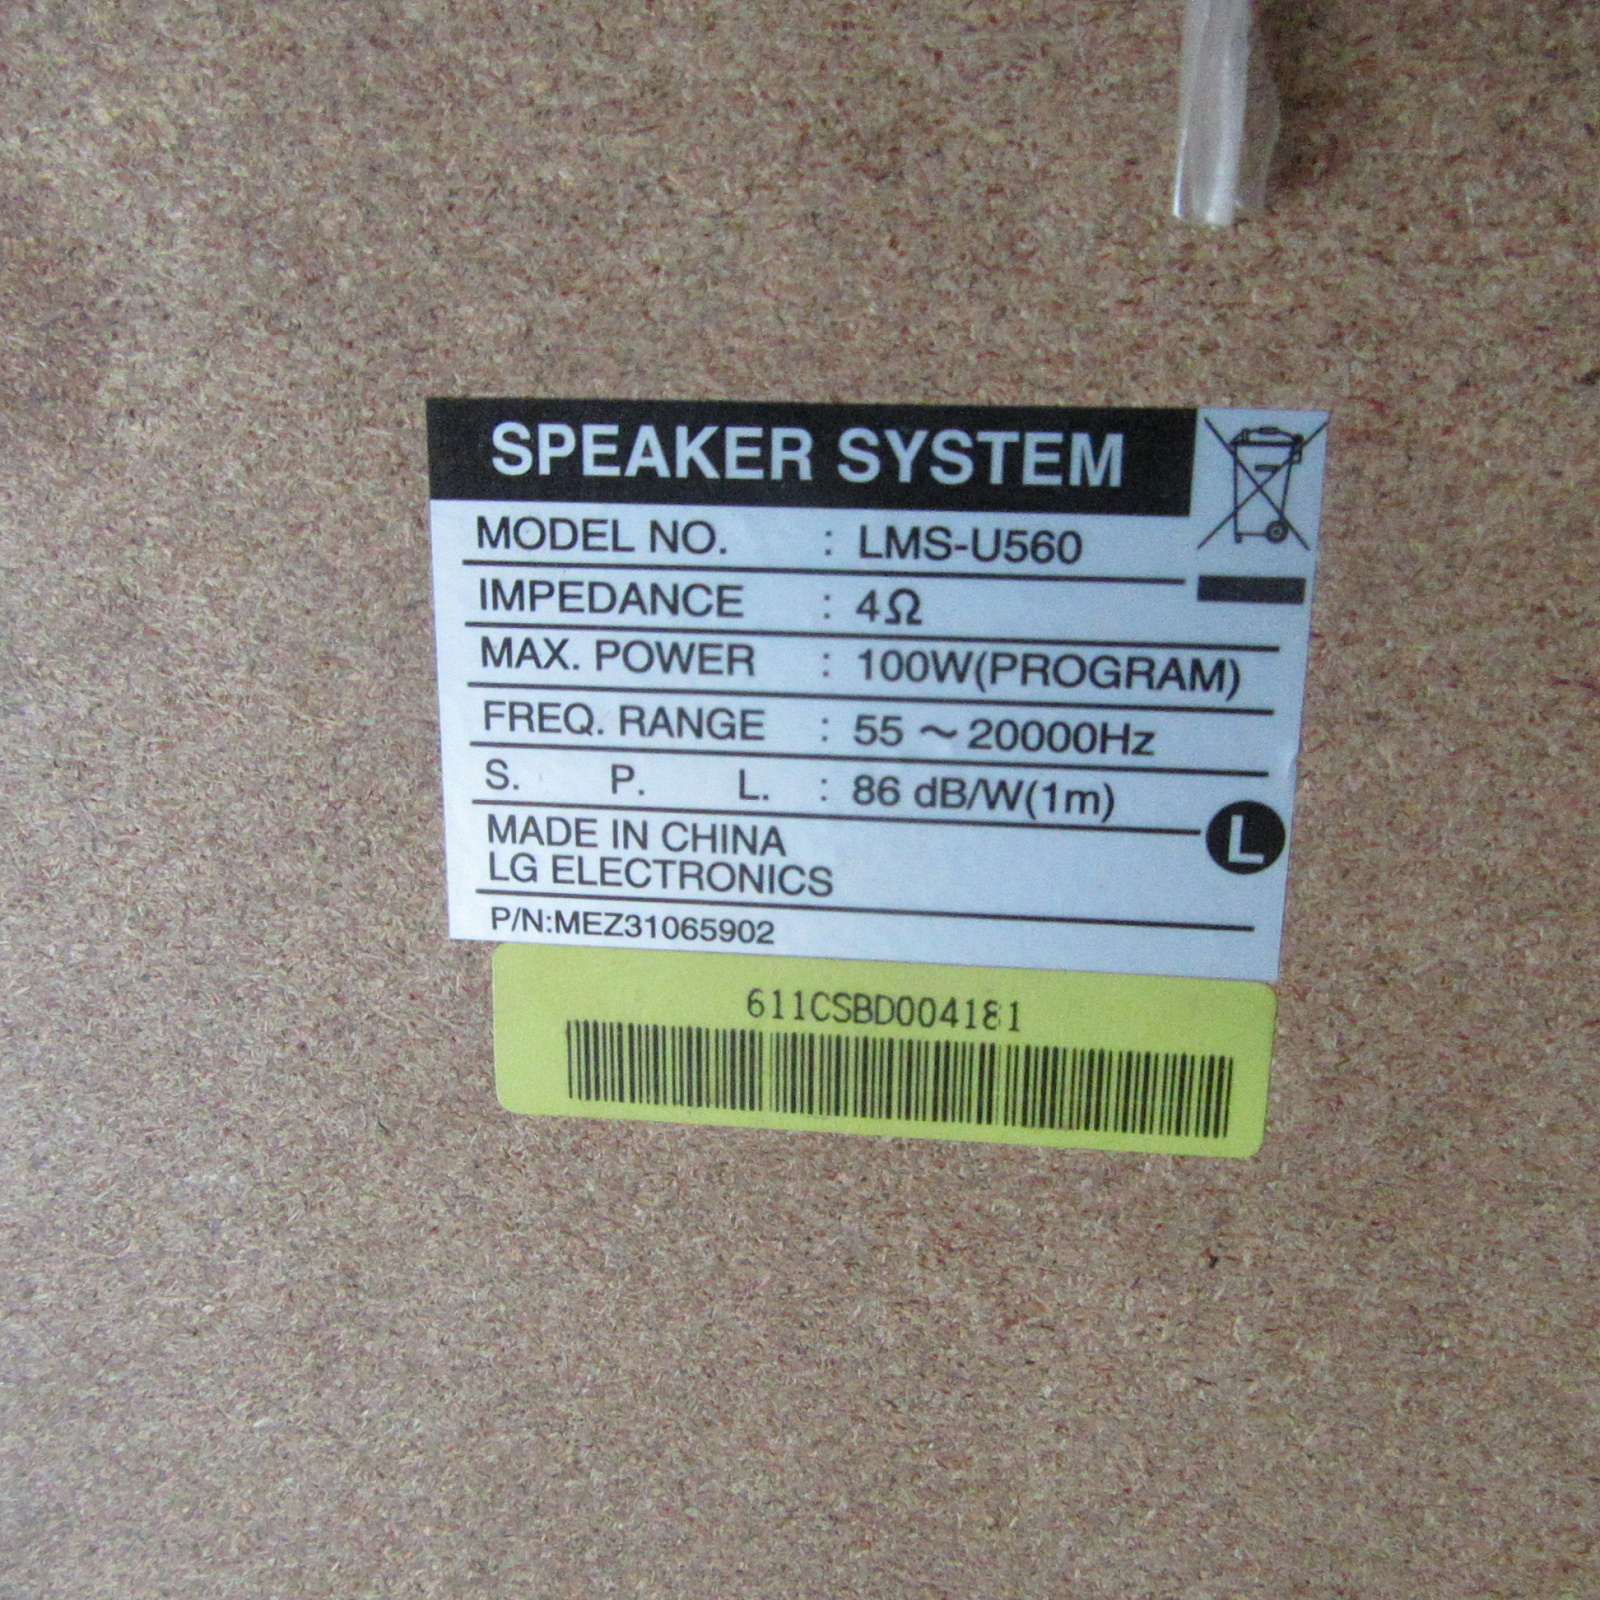 SPEAKER SYSTEM
MODEL NO. : LMS-U560
IMPEDANCE : 4Ω
MAX. POWER : 100W(PROGRAM)
FREQ. RANGE : 55 ~ 20000Hz
S. P. L. : 86 dB/W(1m)
MADE IN CHINA
LG ELECTRONICS
L
P/N:MEZ31065902
611CSBD004181